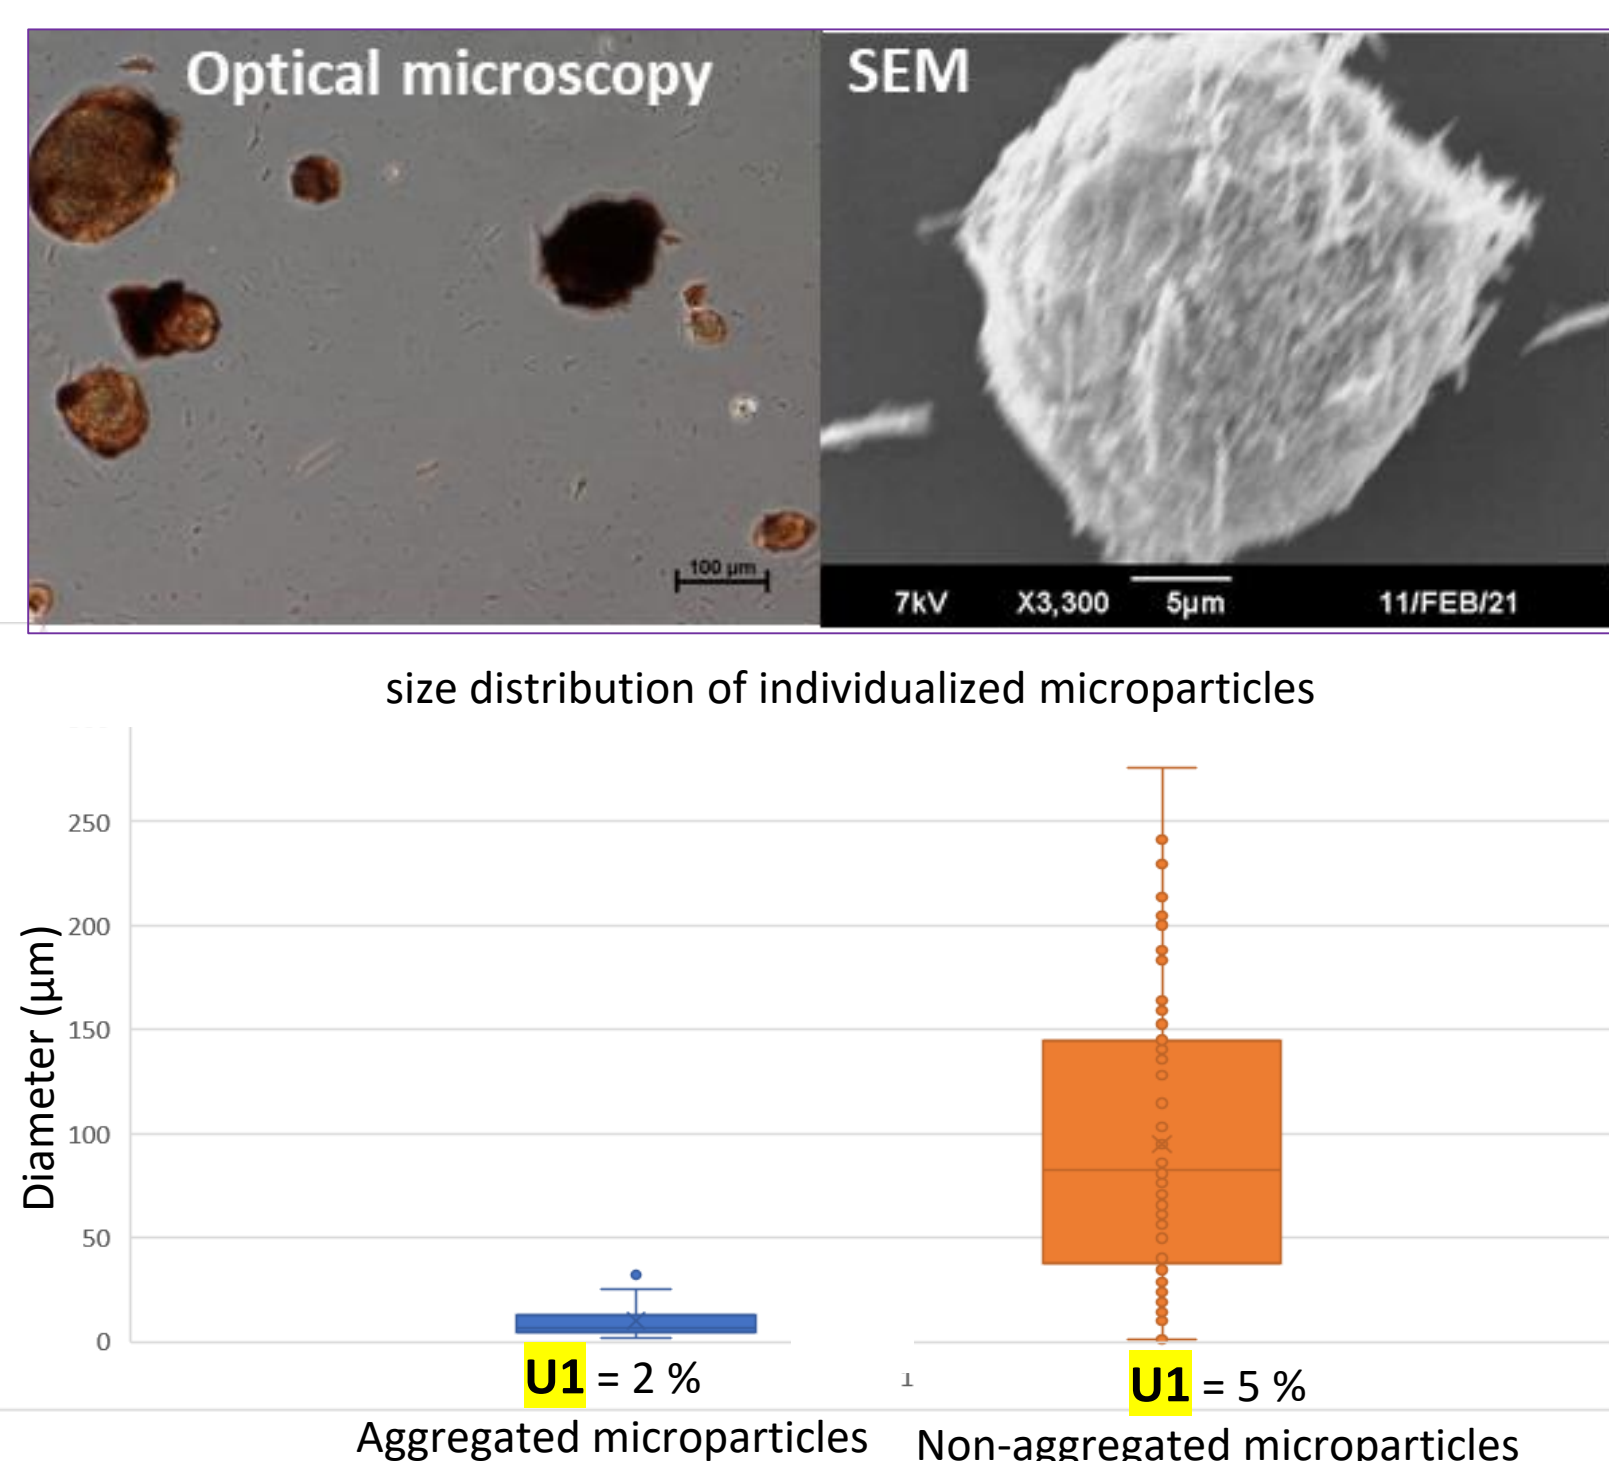 Optical microscopy
SEM
100 µm
7kV X3,300 5µm 11/FEB/21
size distribution of individualized microparticles
Diameter (µm)
250
200
150
100
50
0
U1 = 2 %
1
U1 = 5 %
Aggregated microparticles
Non-aggregated microparticles